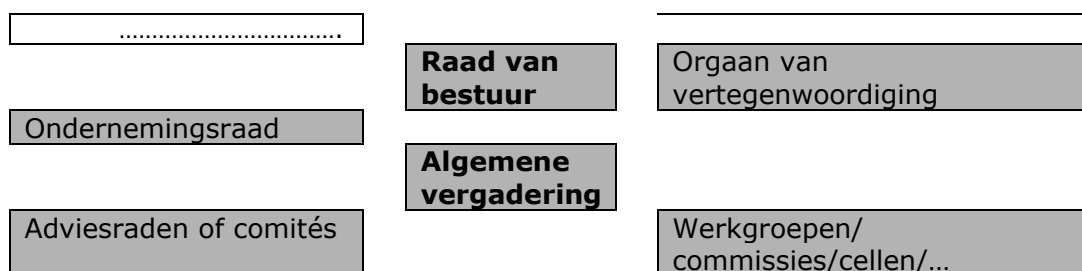 ……………………………….
Raad van
bestuur
Orgaan van
vertegenwoordiging
Ondernemingsraad
Algemene
vergadering
Adviesraden of comités
Werkgroepen/
commissies/cellen/…